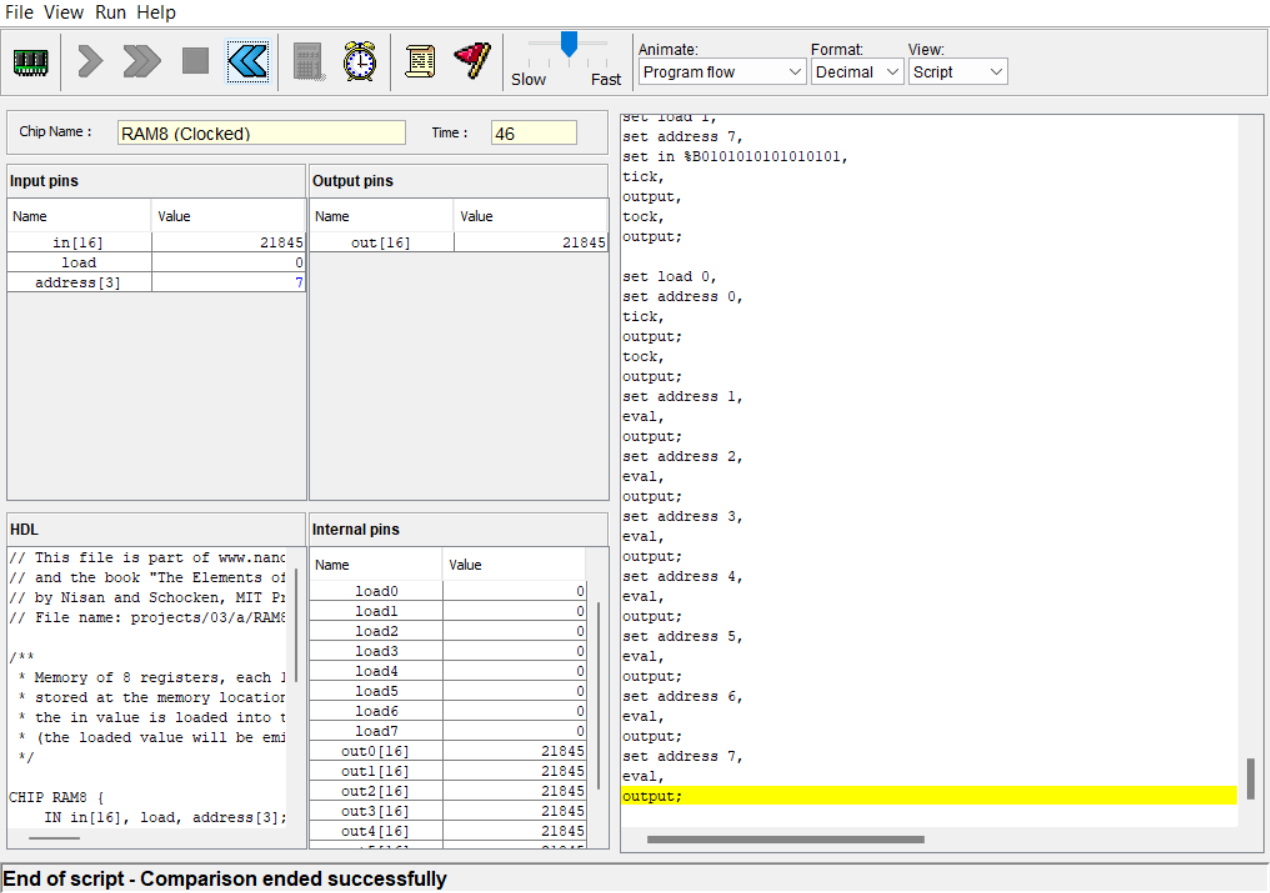 File View Run Help
Slow Fast
Animate: Format: View:
Program flow Decimal Script
Chip Name : RAM8 (Clocked) Time : 46
Input pins
Name Value
in[16] 21845
load 0
address[3] 7
Output pins
Name Value
out[16] 21845
HDL
// This file is part of www.nand
// and the book "The Elements of
// by Nisan and Schocken, MIT Pr
// File name: projects/03/a/RAM8
/**
* Memory of 8 registers, each 1
* stored at the memory location
* the in value is loaded into t
* (the loaded value will be emi
*/
CHIP RAM8 {
IN in[16], load, address[3];
Internal pins
Name Value
load0 0
load1 0
load2 0
load3 0
load4 0
load5 0
load6 0
load7 0
out0[16] 21845
out1[16] 21845
out2[16] 21845
out3[16] 21845
out4[16] 21845
set load 1,
set address 7,
set in %B0101010101010101,
tick,
output,
tock,
output;
set load 0,
set address 0,
tick,
output;
tock,
output;
set address 1,
eval,
output;
set address 2,
eval,
output;
set address 3,
eval,
output;
set address 4,
eval,
output;
set address 5,
eval,
output;
set address 6,
eval,
output;
set address 7,
eval,
output;
End of script - Comparison ended successfully